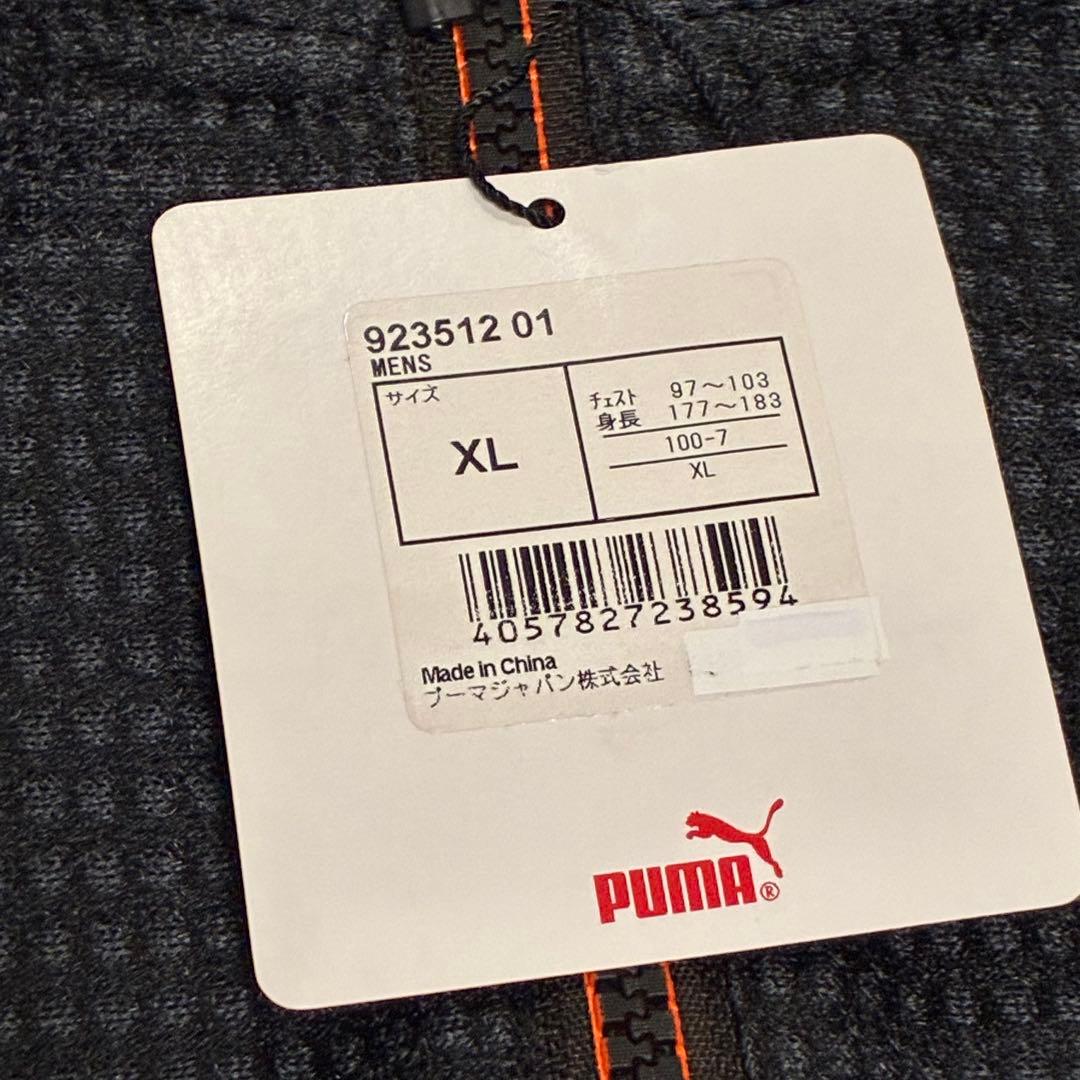 923512 01
MENS
サイズ
XL
チェスト 97～103
身長 177～183
100-7
XL
4057827238594
Made in China
プーマジャパン株式会社
PUMA®